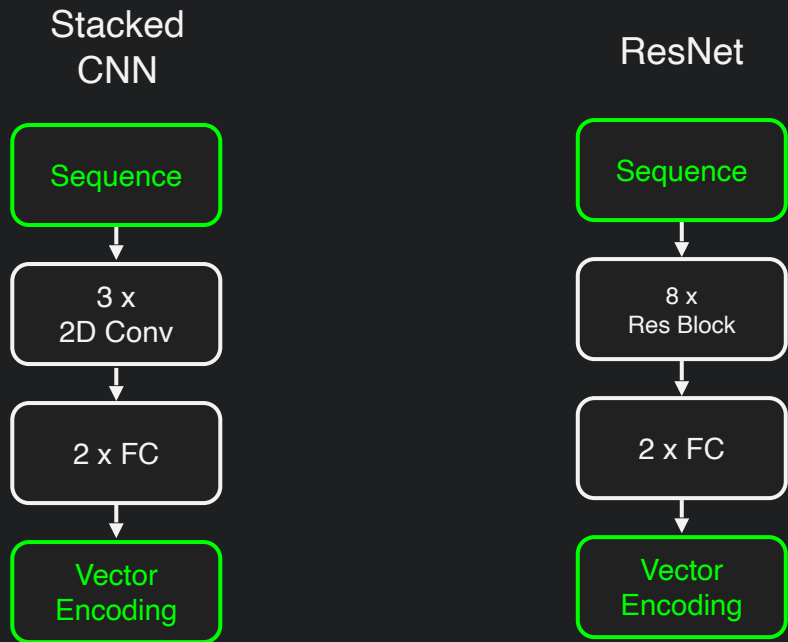 Stacked
CNN
Sequence
3 x
2D Conv
2 x FC
Vector
Encoding
ResNet
Sequence
8 x
Res Block
2 x FC
Vector
Encoding